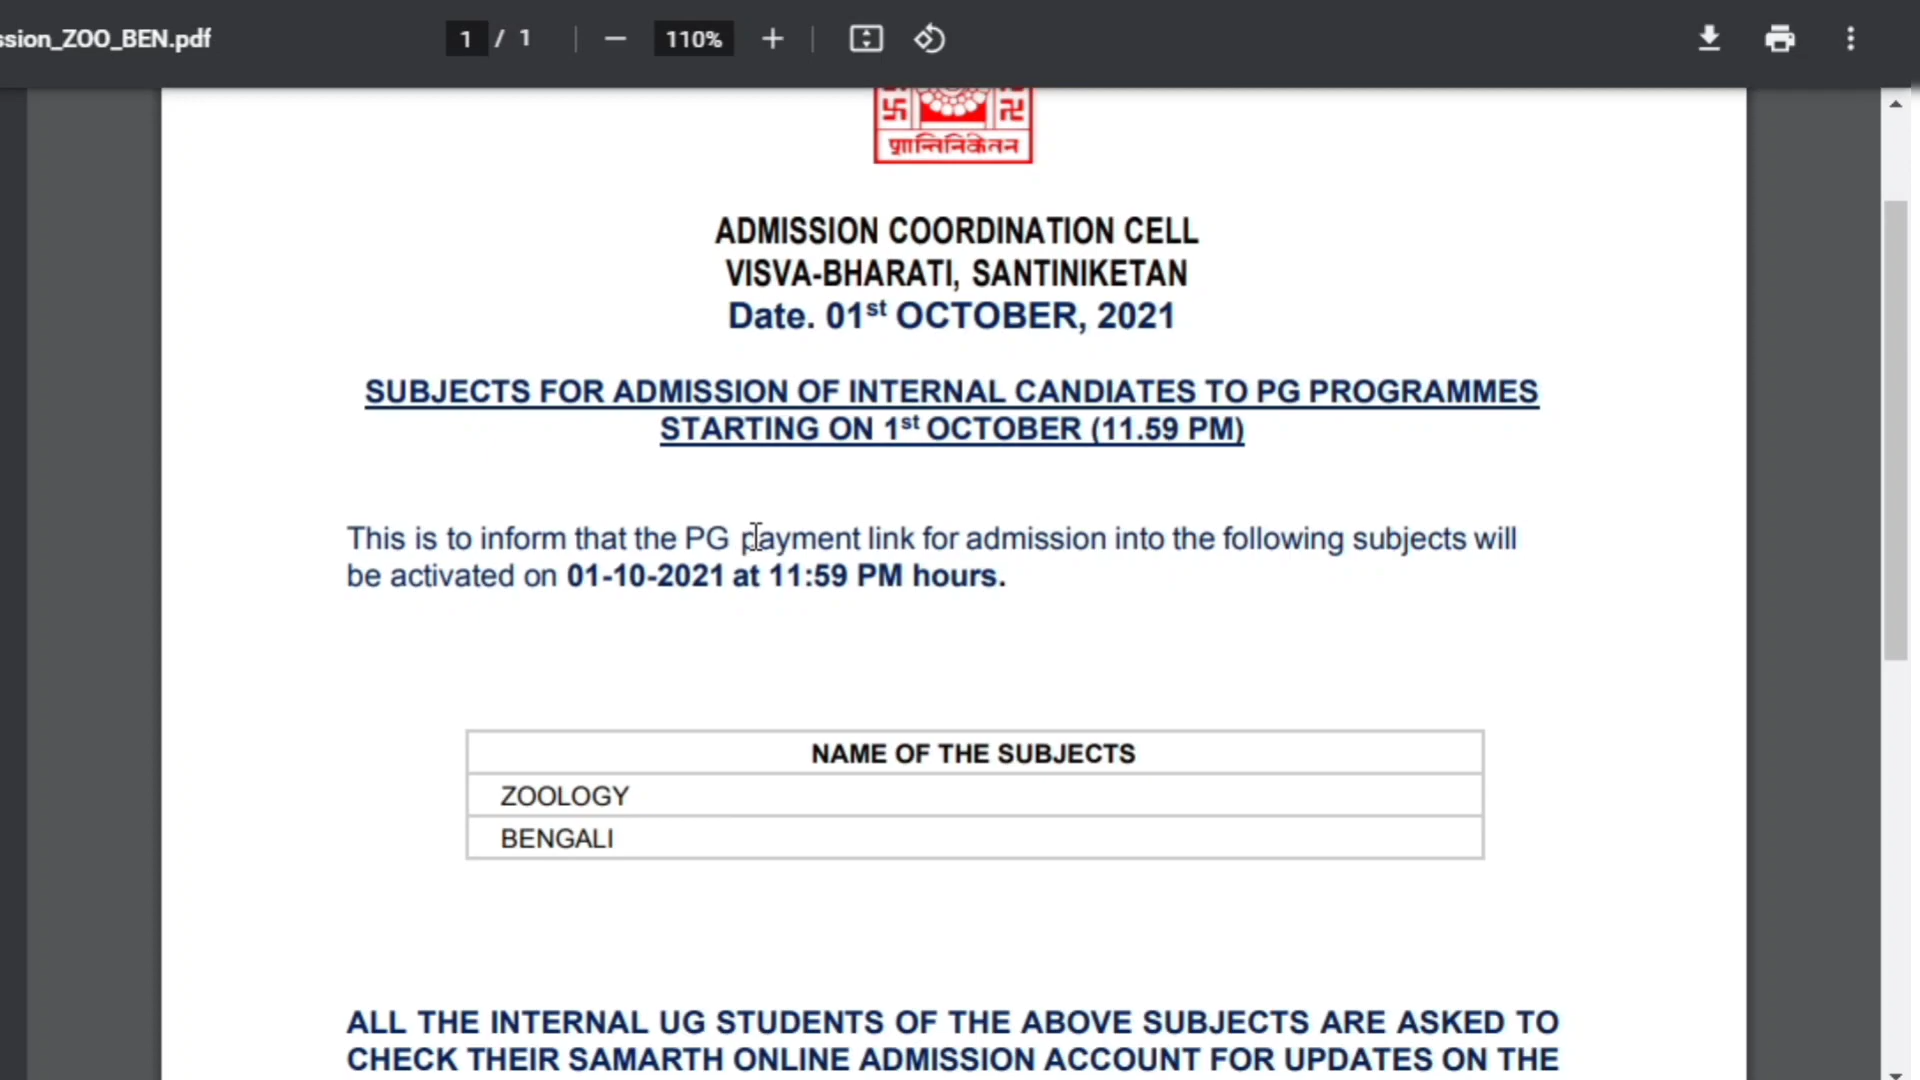 ssion_ZOO_BEN.pdf
1 / 1
110%
ADMISSION COORDINATION CELL
VISVA-BHARATI, SANTINIKETAN
Date. 01st OCTOBER, 2021
SUBJECTS FOR ADMISSION OF INTERNAL CANDIATES TO PG PROGRAMMES
STARTING ON 1st OCTOBER (11.59 PM)
This is to inform that the PG payment link for admission into the following subjects will
be activated on 01-10-2021 at 11:59 PM hours.
NAME OF THE SUBJECTS
ZOOLOGY
BENGALI
ALL THE INTERNAL UG STUDENTS OF THE ABOVE SUBJECTS ARE ASKED TO
CHECK THEIR SAMARTH ONLINE ADMISSION ACCOUNT FOR UPDATES ON THE